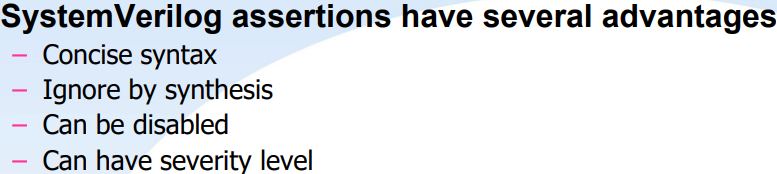 SystemVerilog assertions have several advantages
– Concise syntax
– Ignore by synthesis
– Can be disabled
– Can have severity level